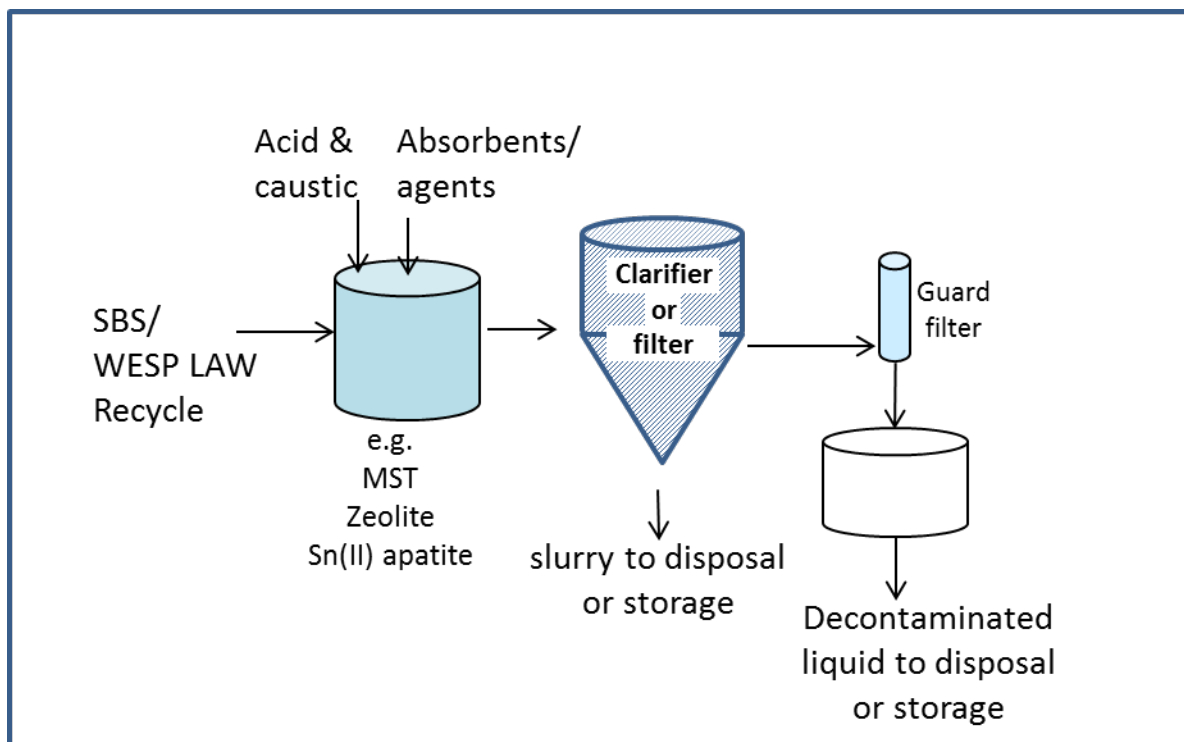 Acid &
caustic
Absorbents/
agents
SBS/
WESP LAW
Recycle
e.g.
MST
Zeolite
Sn(II) apatite
Clarifier
or
filter
slurry to disposal
or storage
Guard
filter
Decontaminated
liquid to disposal
or storage